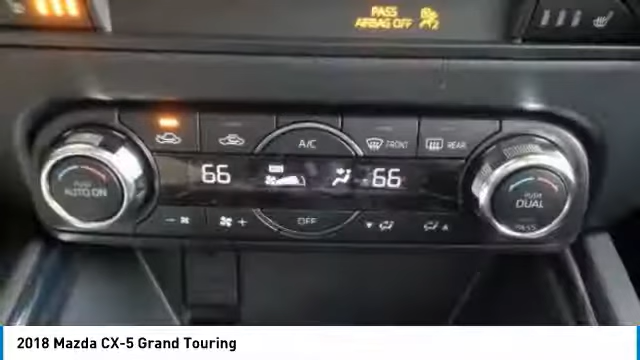 PASS
AIRBAG OFF
A/C
FRONT
REAR
66
66
PUSH
AUTO ON
PUSH
DUAL
PASS
OFF
2018 Mazda CX-5 Grand Touring